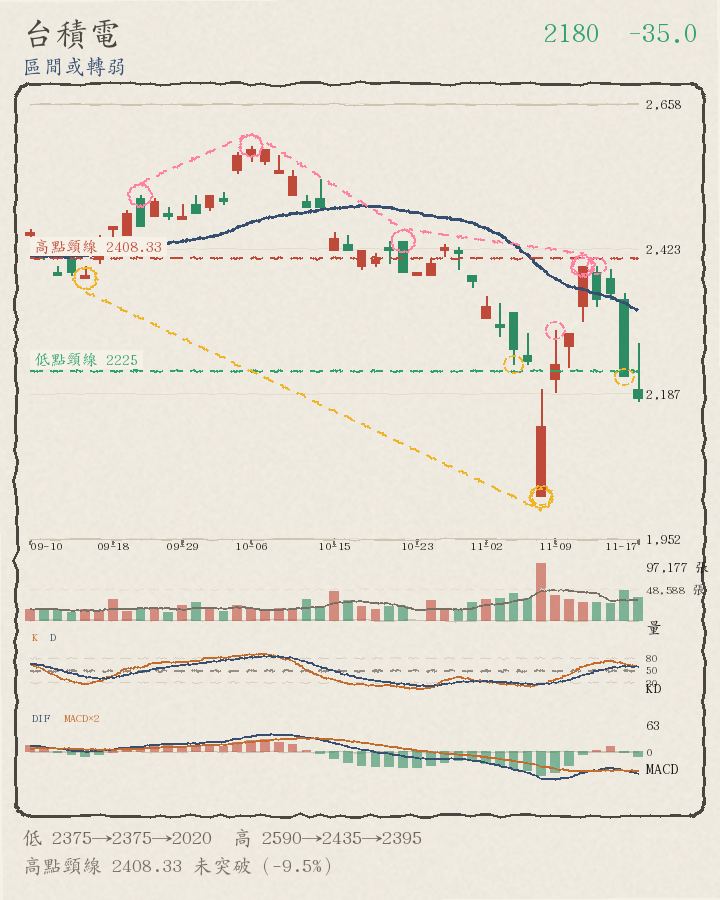 台積電
2180 -35.0
區間或轉弱
2,658
高點頸線 2408.33
2,423
低點頸線 2225
2,187
1,952
09-10 09-18 09-29 10-06 10-15 10-23 11-02 11-09 11-17
97,177 張
48,588 張
量
K D
80
50
20
KD
DIF MACD×2
63
0
MACD
低 2375→2375→2020 高 2590→2435→2395
高點頸線 2408.33 未突破 (-9.5%)